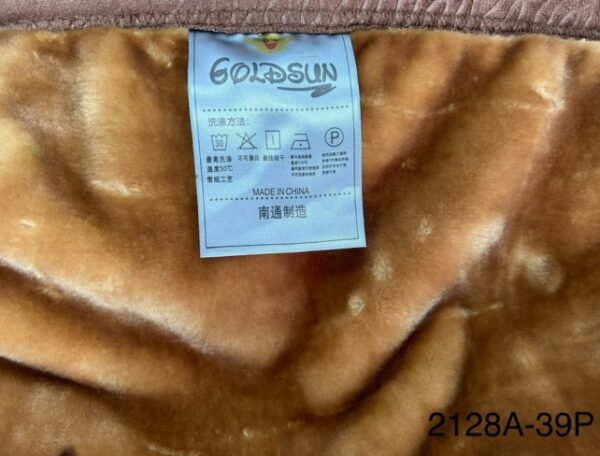 GOLDSUN
洗涤方法:
30
P
最高洗涤 不可漂白 悬挂晾干
温度30℃
常规工艺
MADE IN CHINA
南通制造
2128A-39P